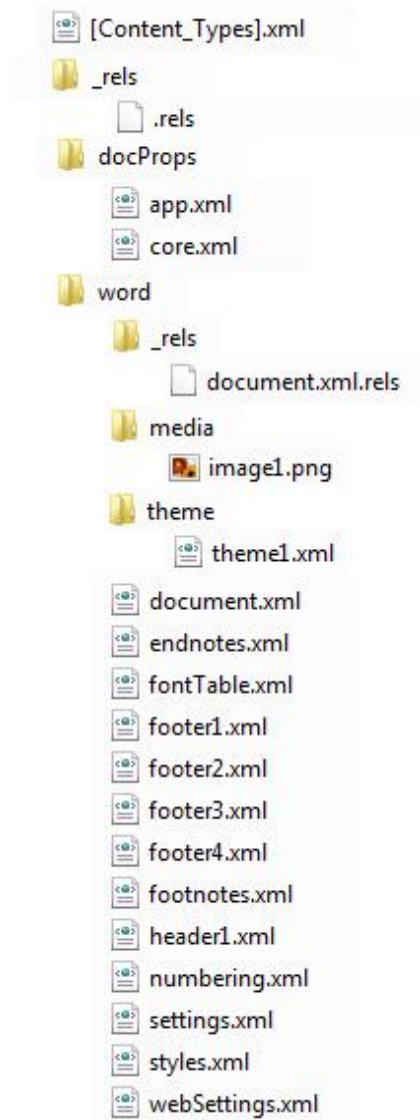 [Content_Types].xml
_rels
.rels
docProps
app.xml
core.xml
word
_rels
document.xml.rels
media
image1.png
theme
theme1.xml
document.xml
endnotes.xml
fontTable.xml
footer1.xml
footer2.xml
footer3.xml
footer4.xml
footnotes.xml
header1.xml
numbering.xml
settings.xml
styles.xml
webSettings.xml